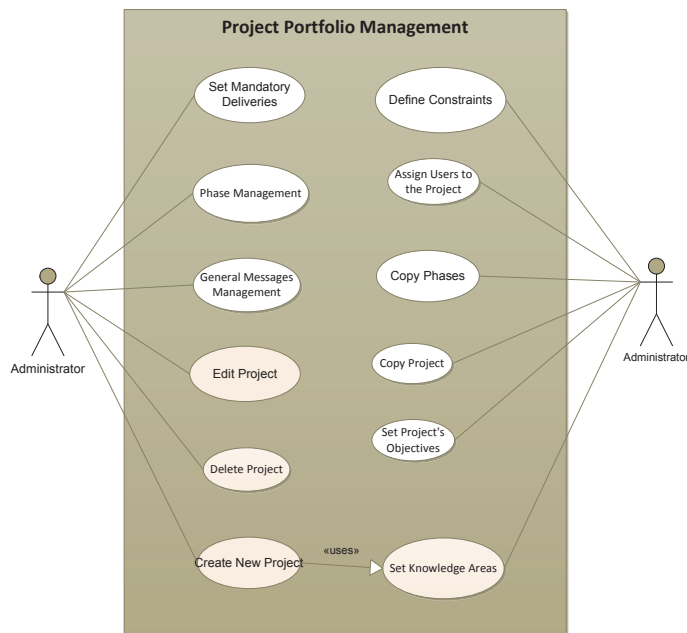 Project Portfolio Management
Set Mandatory
Deliveries
Define Constraints
Phase Management
Assign Users to
the Project
General Messages
Management
Copy Phases
Administrator
Administrator
Edit Project
Copy Project
Delete Project
Set Project's
Objectives
Create New Project
«uses»
Set Knowledge Areas